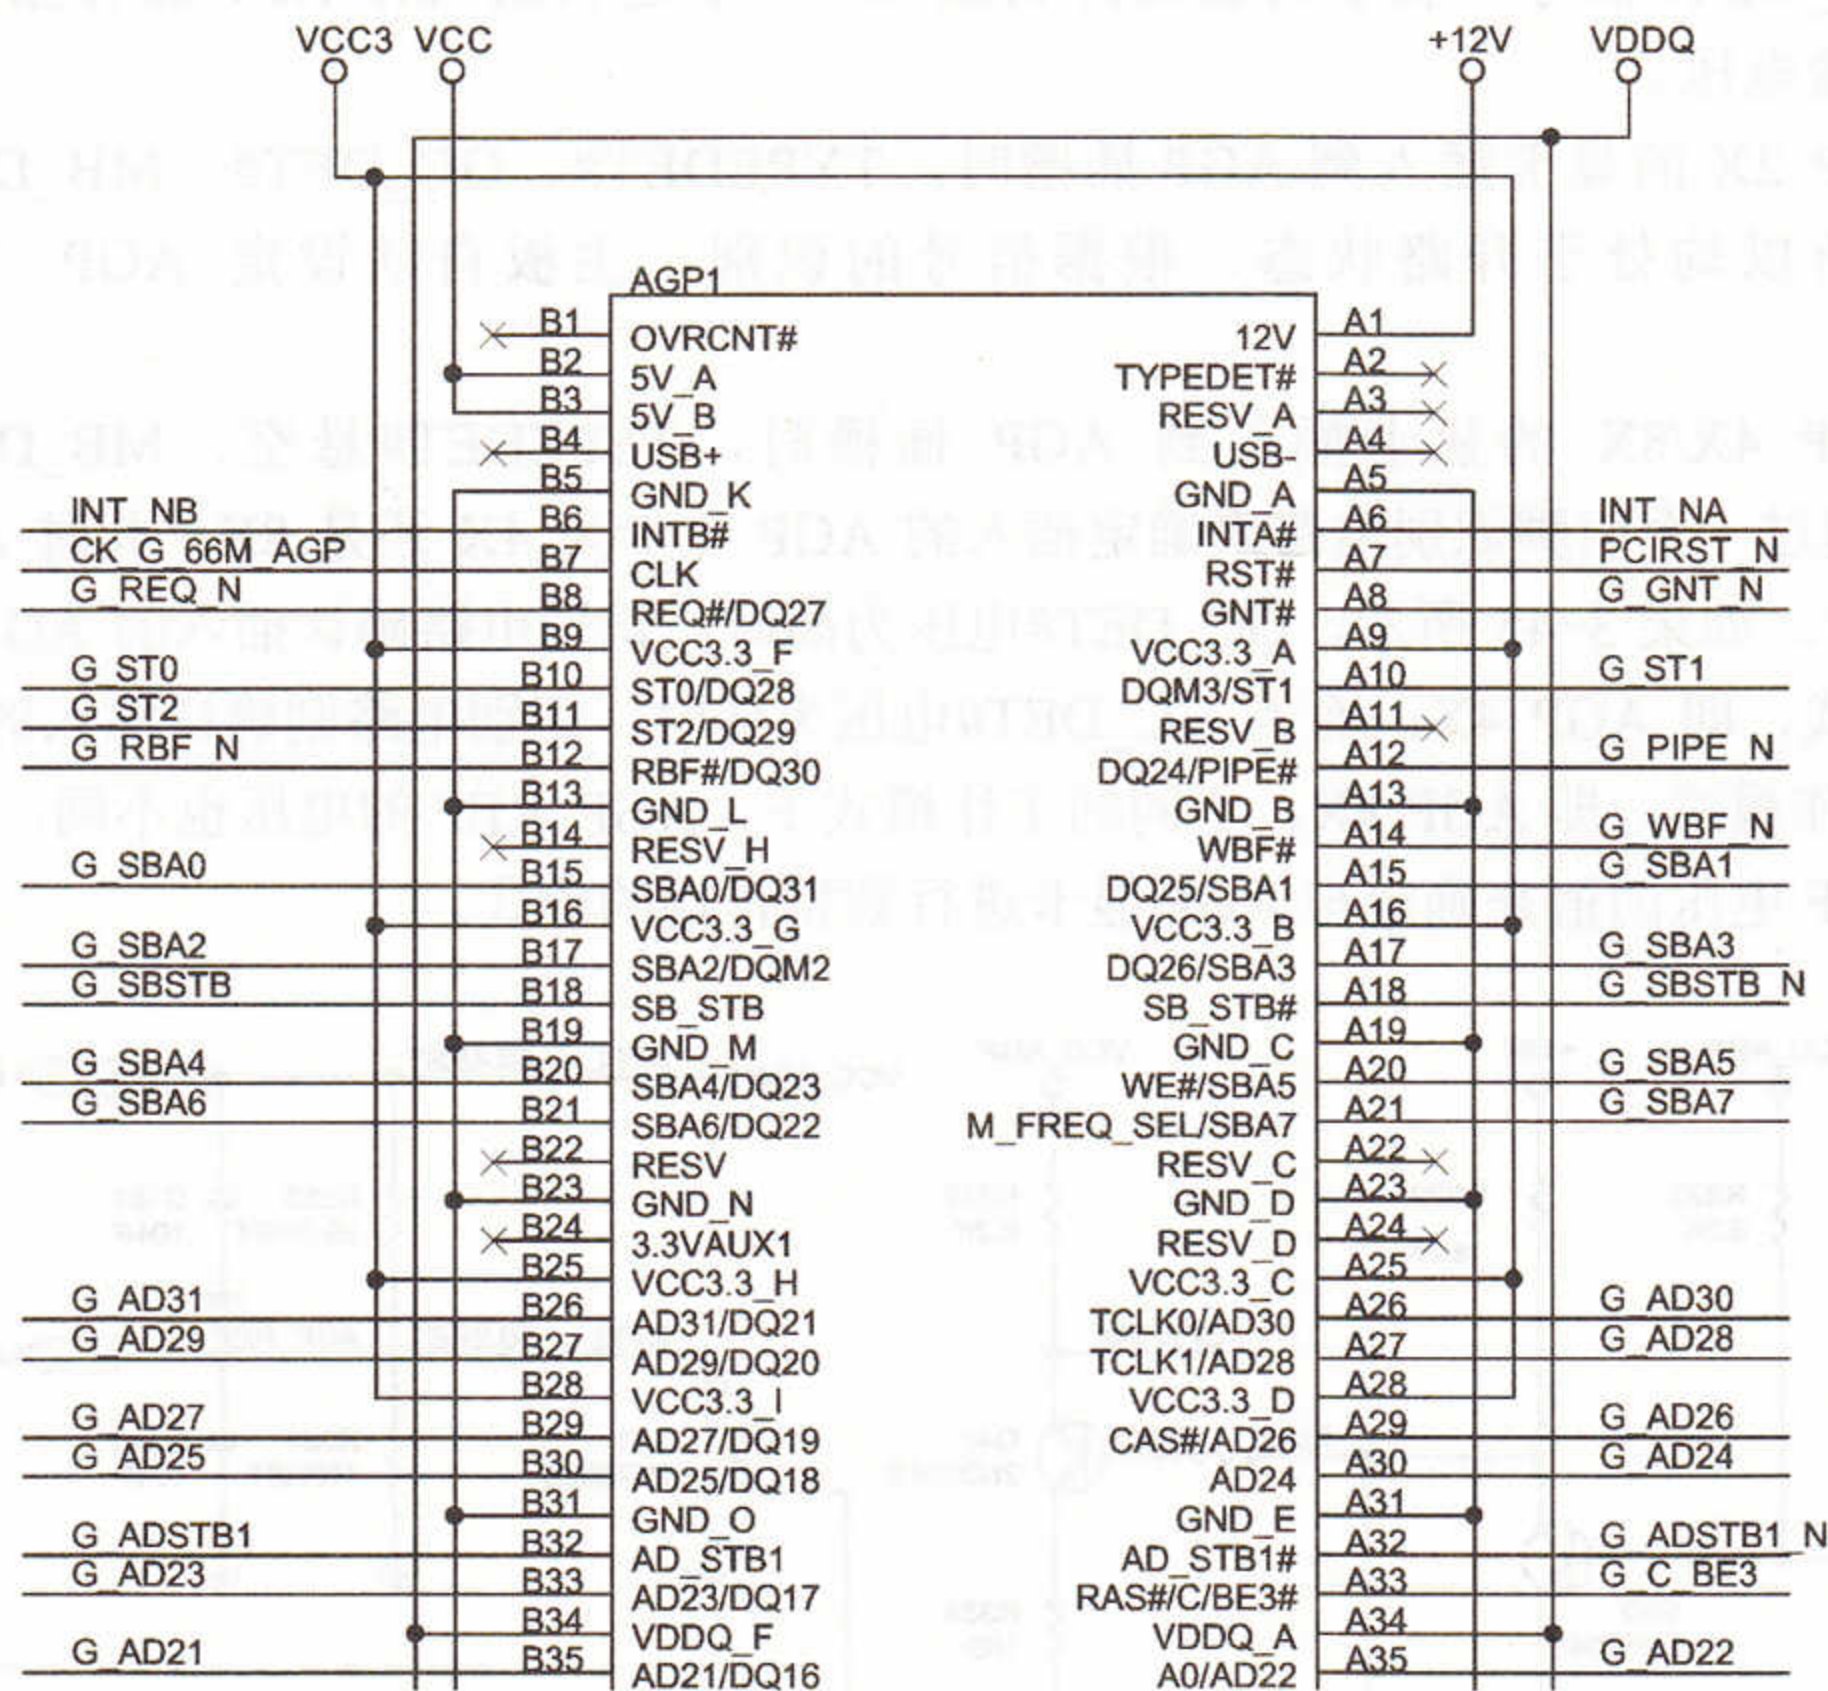 VCC3 VCC +12V VDDQ
AGP1
B1 OVRCNT# 12V A1
B2 5V_A TYPEDET# A2
B3 5V_B RESV_A A3
B4 USB+ USB- A4
B5 GND_K GND_A A5
INT_NB B6 INTB# INTA# A6 INT_NA
CK_G_66M_AGP B7 CLK RST# A7 PCIRST_N
G_REQ_N B8 REQ#/DQ27 GNT# A8 G_GNT_N
B9 VCC3.3_F VCC3.3_A A9
G_ST0 B10 ST0/DQ28 DQM3/ST1 A10 G_ST1
G_ST2 B11 ST2/DQ29 RESV_B A11
G_RBF_N B12 RBF#/DQ30 DQ24/PIPE# A12 G_PIPE_N
B13 GND_L GND_B A13
B14 RESV_H WBF# A14 G_WBF_N
G_SBA0 B15 SBA0/DQ31 DQ25/SBA1 A15 G_SBA1
B16 VCC3.3_G VCC3.3_B A16
G_SBA2 B17 SBA2/DQM2 DQ26/SBA3 A17 G_SBA3
G_SBSTB B18 SB_STB SB_STB# A18 G_SBSTB_N
B19 GND_M GND_C A19
G_SBA4 B20 SBA4/DQ23 WE#/SBA5 A20 G_SBA5
G_SBA6 B21 SBA6/DQ22 M_FREQ_SEL/SBA7 A21 G_SBA7
B22 RESV RESV_C A22
B23 GND_N GND_D A23
B24 3.3VAUX1 RESV_D A24
B25 VCC3.3_H VCC3.3_C A25
G_AD31 B26 AD31/DQ21 TCLK0/AD30 A26 G_AD30
G_AD29 B27 AD29/DQ20 TCLK1/AD28 A27 G_AD28
B28 VCC3.3_I VCC3.3_D A28
G_AD27 B29 AD27/DQ19 CAS#/AD26 A29 G_AD26
G_AD25 B30 AD25/DQ18 AD24 A30 G_AD24
B31 GND_O GND_E A31
G_ADSTB1 B32 AD_STB1 AD_STB1# A32 G_ADSTB1_N
G_AD23 B33 AD23/DQ17 RAS#/C/BE3# A33 G_C_BE3
B34 VDDQ_F VDDQ_A A34
G_AD21 B35 AD21/DQ16 A0/AD22 A35 G_AD22